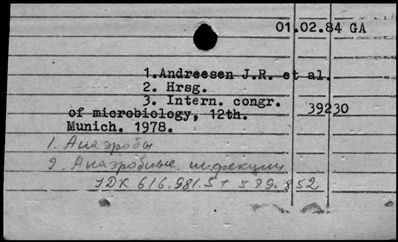 01.02.84 GA
1.Andreesen J.R. et al.
2. Hrsg.
3. Intern. congr.
39230
of microbiology, 12th.
Munich. 1978.
1. Анаэробы
2. Анаэробные инфекции
УДК 616.981.5 + 589.852